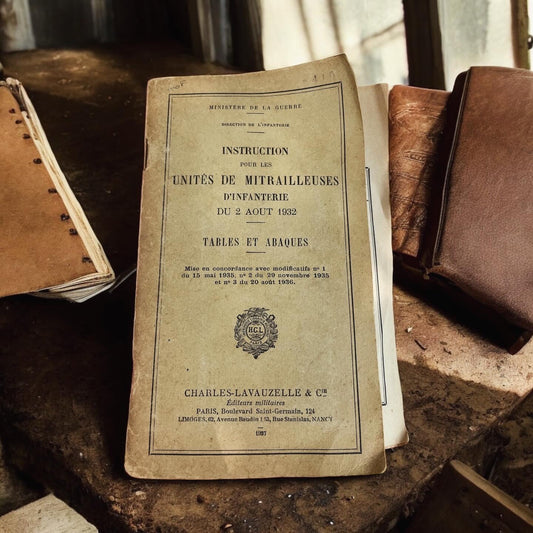 MINISTÈRE DE LA GUERRE
DIRECTION DE L'INFANTERIE
INSTRUCTION
POUR LES
UNITÉS DE MITRAILLEUSES
D'INFANTERIE
DU 2 AOUT 1932
TABLES ET ABAQUES
Mise en concordance avec modificatifs nº 1
du 15 mai 1935, nº 2 du 29 novembre 1935
et nº 3 du 20 août 1936.
H.C.L
CHARLES-LAVAUZELLE & Cie
Éditeurs militaires
PARIS, Boulevard Saint-Germain, 124
LIMOGES, 62, Avenue Baudin | 53, Rue Stanislas, NANCY